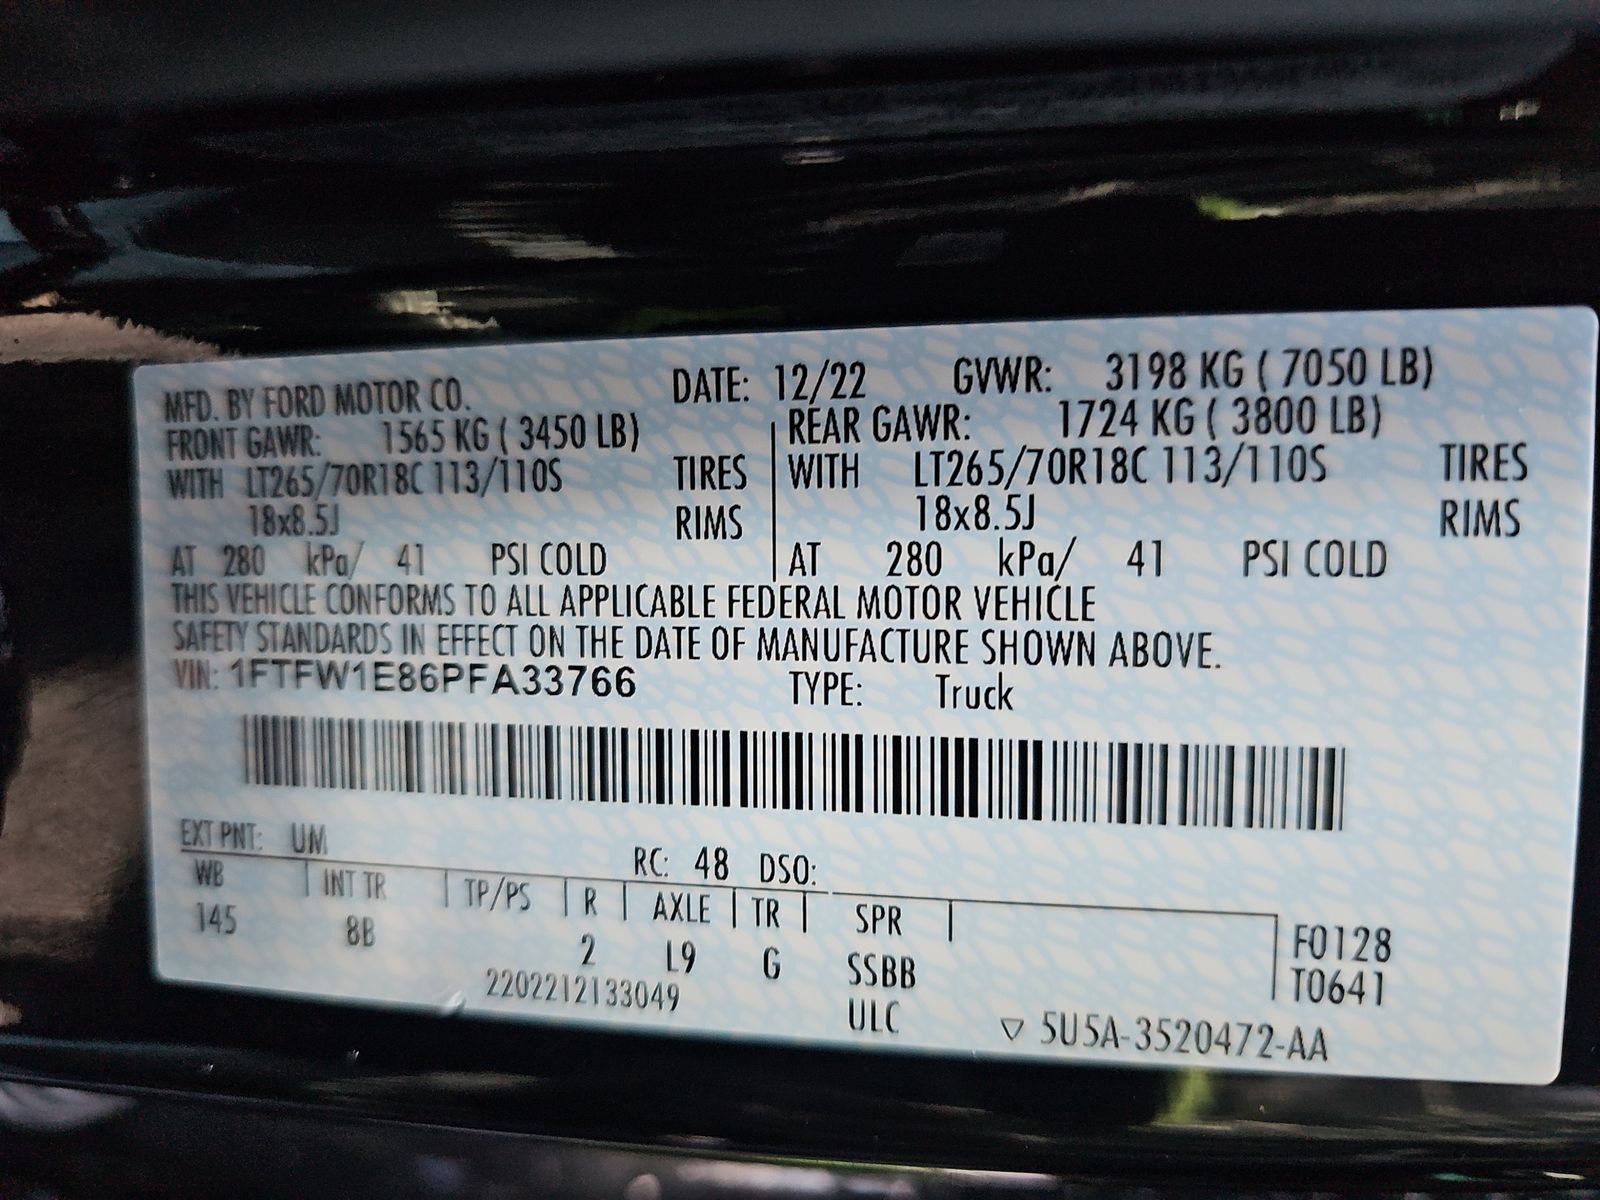 MFD. BY FORD MOTOR CO. DATE: 12/22 GVWR: 3198 KG ( 7050 LB)
FRONT GAWR: 1565 KG ( 3450 LB) REAR GAWR: 1724 KG ( 3800 LB)
WITH LT265/70R18C 113/110S TIRES WITH LT265/70R18C 113/110S TIRES
18x8.5J RIMS 18x8.5J RIMS
AT 280 kPa/ 41 PSI COLD AT 280 kPa/ 41 PSI COLD
THIS VEHICLE CONFORMS TO ALL APPLICABLE FEDERAL MOTOR VEHICLE
SAFETY STANDARDS IN EFFECT ON THE DATE OF MANUFACTURE SHOWN ABOVE.
VIN: 1FTFW1E86PFA33766 TYPE: Truck
EXT PNT: UM RC: 48 DSO:
WB INT TR TP/PS R AXLE TR SPR F0128
145 8B 2 L9 G SSBB T0641
2202212133049 ULC ▽ 5U5A-3520472-AA